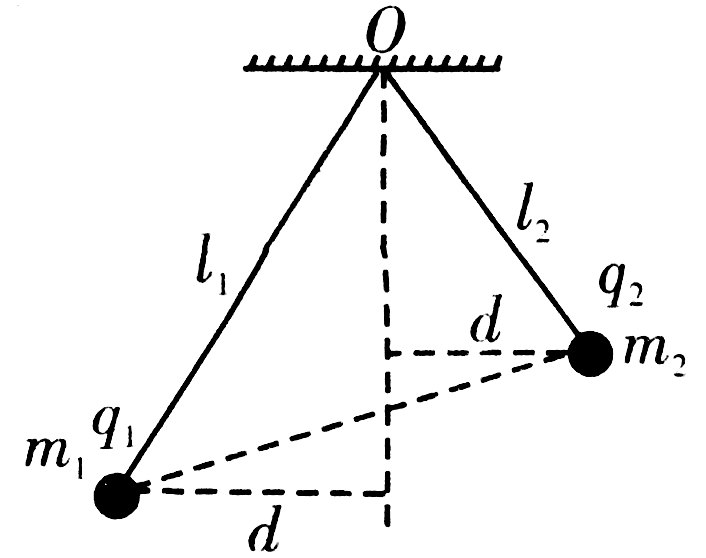 O
l₁
l₂
q₂
d
m₂
q₁
m₁
d